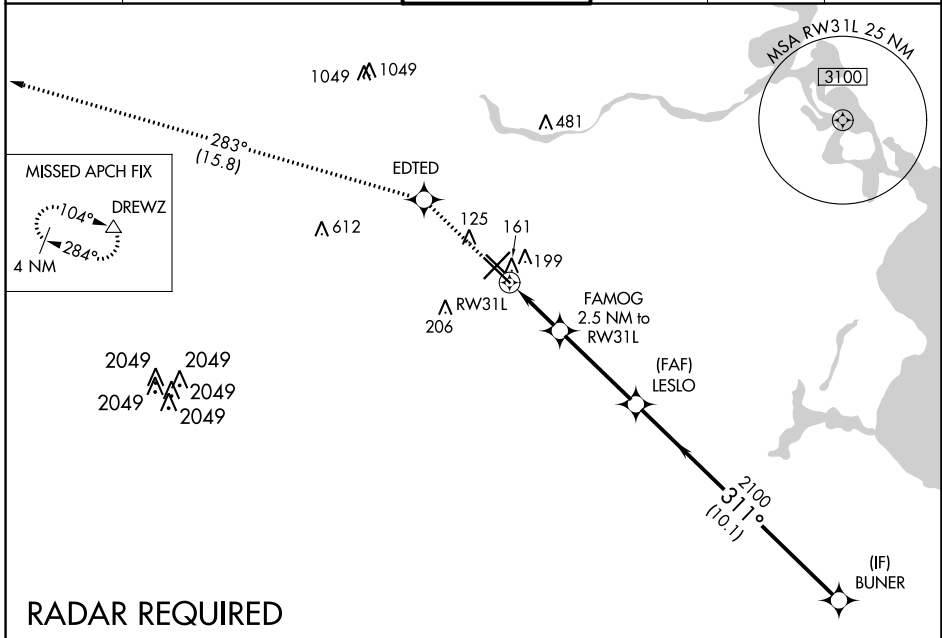 MSA RW31L 25 NM
3100
1049
1049
481
283°
(15.8)
EDTED
MISSED APCH FIX
104°
DREWZ
284°
4 NM
612
125
161
199
RW31L
206
FAMOG
2.5 NM to
RW31L
(FAF)
LESLO
2049
2049
2049
2049
2049
2100
311°
(10.1)
(IF)
BUNER
RADAR REQUIRED